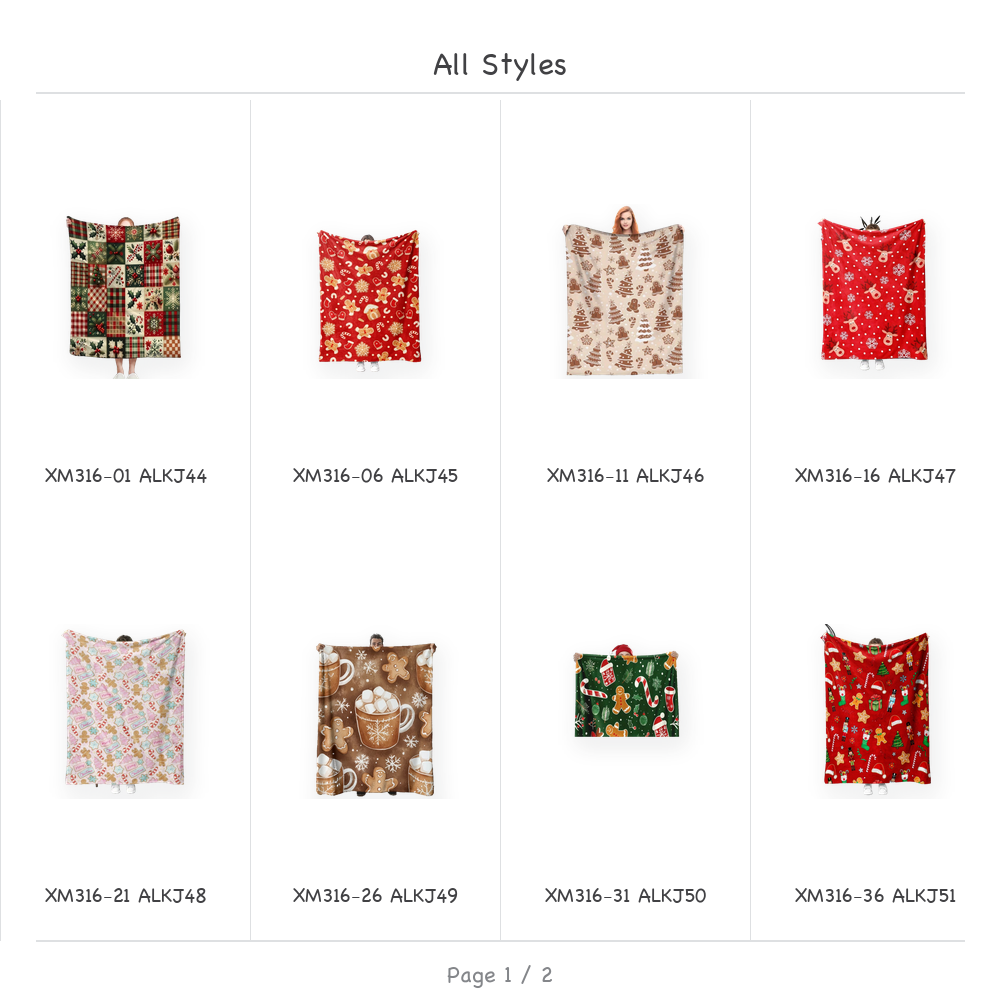 All Styles
XM316-01 ALKJ44
XM316-06 ALKJ45
XM316-11 ALKJ46
XM316-16 ALKJ47
XM316-21 ALKJ48
XM316-26 ALKJ49
XM316-31 ALKJ50
XM316-36 ALKJ51
Page 1 / 2